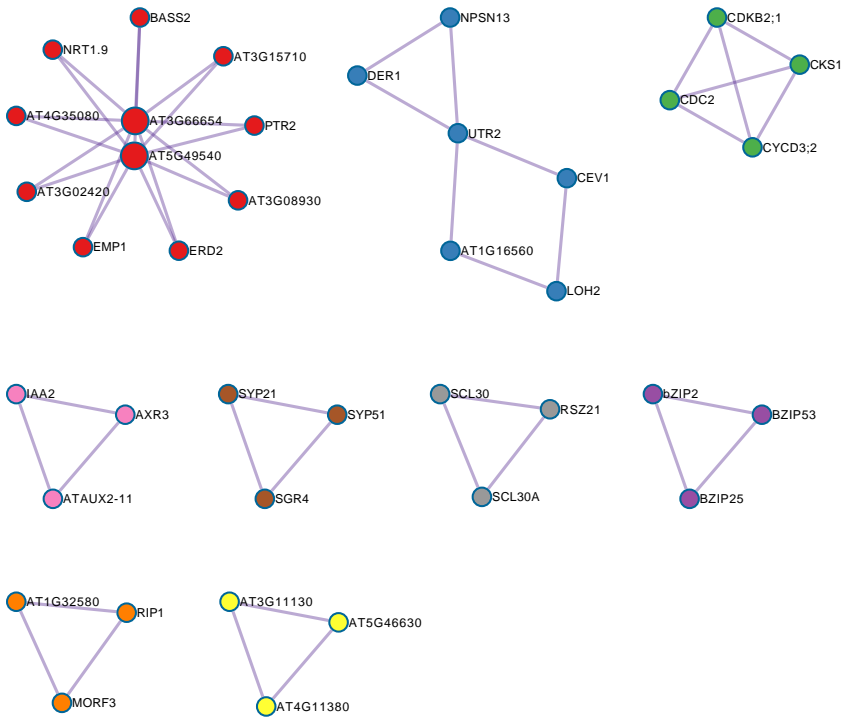 BASS2
NRT1.9
AT3G15710
AT4G35080
AT3G66654
PTR2
AT5G49540
AT3G02420
AT3G08930
EMP1
ERD2
NPSN13
DER1
UTR2
CEV1
AT1G16560
LOH2
CDKB2;1
CKS1
CDC2
CYCD3;2
IAA2
AXR3
ATAUX2-11
SYP21
SYP51
SGR4
SCL30
RSZ21
SCL30A
bZIP2
BZIP53
BZIP25
AT1G32580
RIP1
MORF3
AT3G11130
AT5G46630
AT4G11380